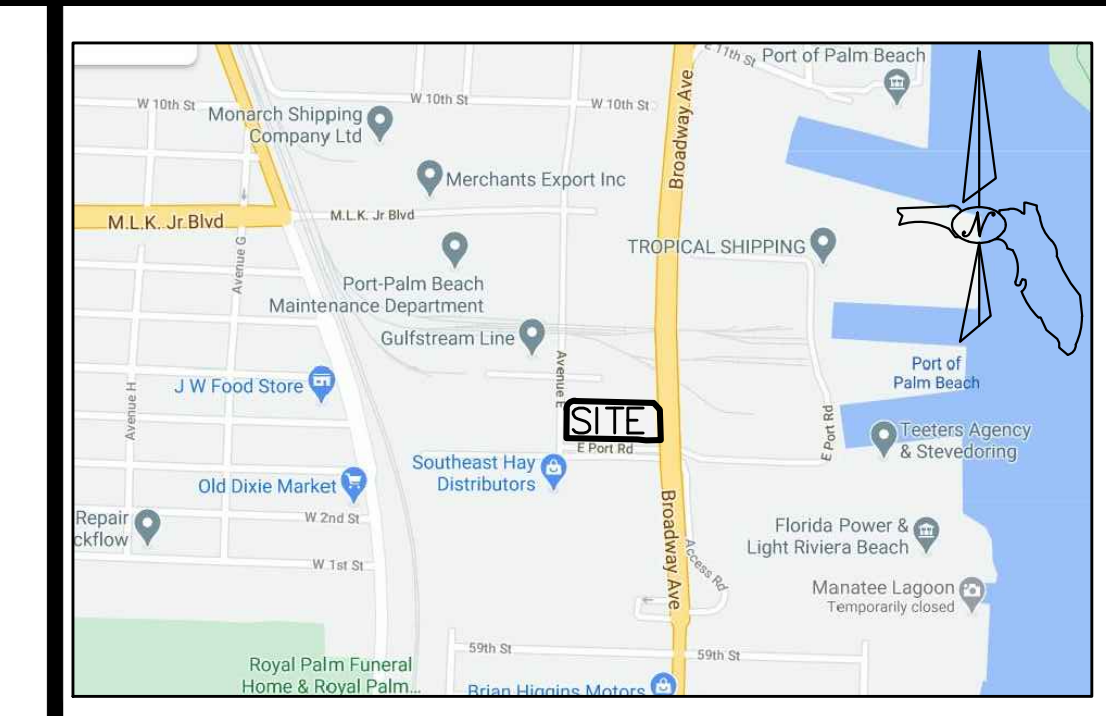 E 11th St
Port of Palm Beach
W 10th St
W 10th St
W 10th St
Monarch Shipping
Company Ltd
Broadway Ave
Merchants Export Inc
M.L.K. Jr Blvd
M.L.K. Jr Blvd
N
Avenue G
TROPICAL SHIPPING
Port-Palm Beach
Maintenance Department
Gulfstream Line
Avenue E
Port of
Palm Beach
J W Food Store
Avenue H
SITE
E Port Rd
E Port Rd
Teeters Agency
& Stevedoring
Southeast Hay
Distributors
Old Dixie Market
Broadway Ave
Repair
ckflow
W 2nd St
Florida Power &
Light Riviera Beach
Access Rd
W 1st St
Manatee Lagoon
Temporarily closed
59th St
59th St
Royal Palm Funeral
Home & Royal Palm...
Brian Higgins Motors